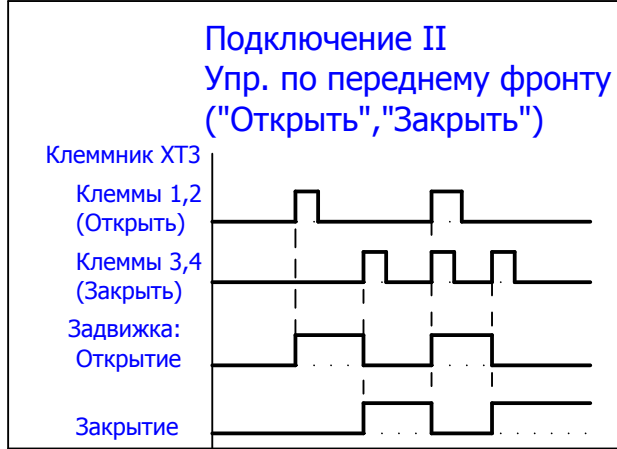 Подключение II
Упр. по переднему фронту
("Открыть","Закрыть")
Клеммник ХТ3
Клеммы 1,2
(Открыть)
Клеммы 3,4
(Закрыть)
Задвижка:
Открытие
Закрытие